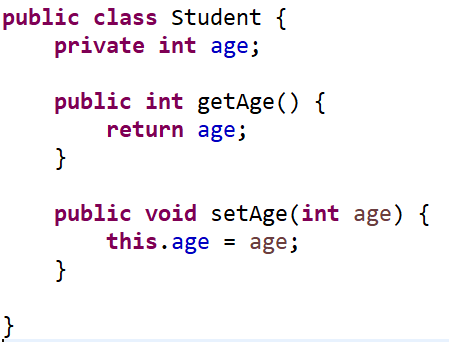 public class Student {
    private int age;

    public int getAge() {
        return age;
    }

    public void setAge(int age) {
        this.age = age;
    }

}